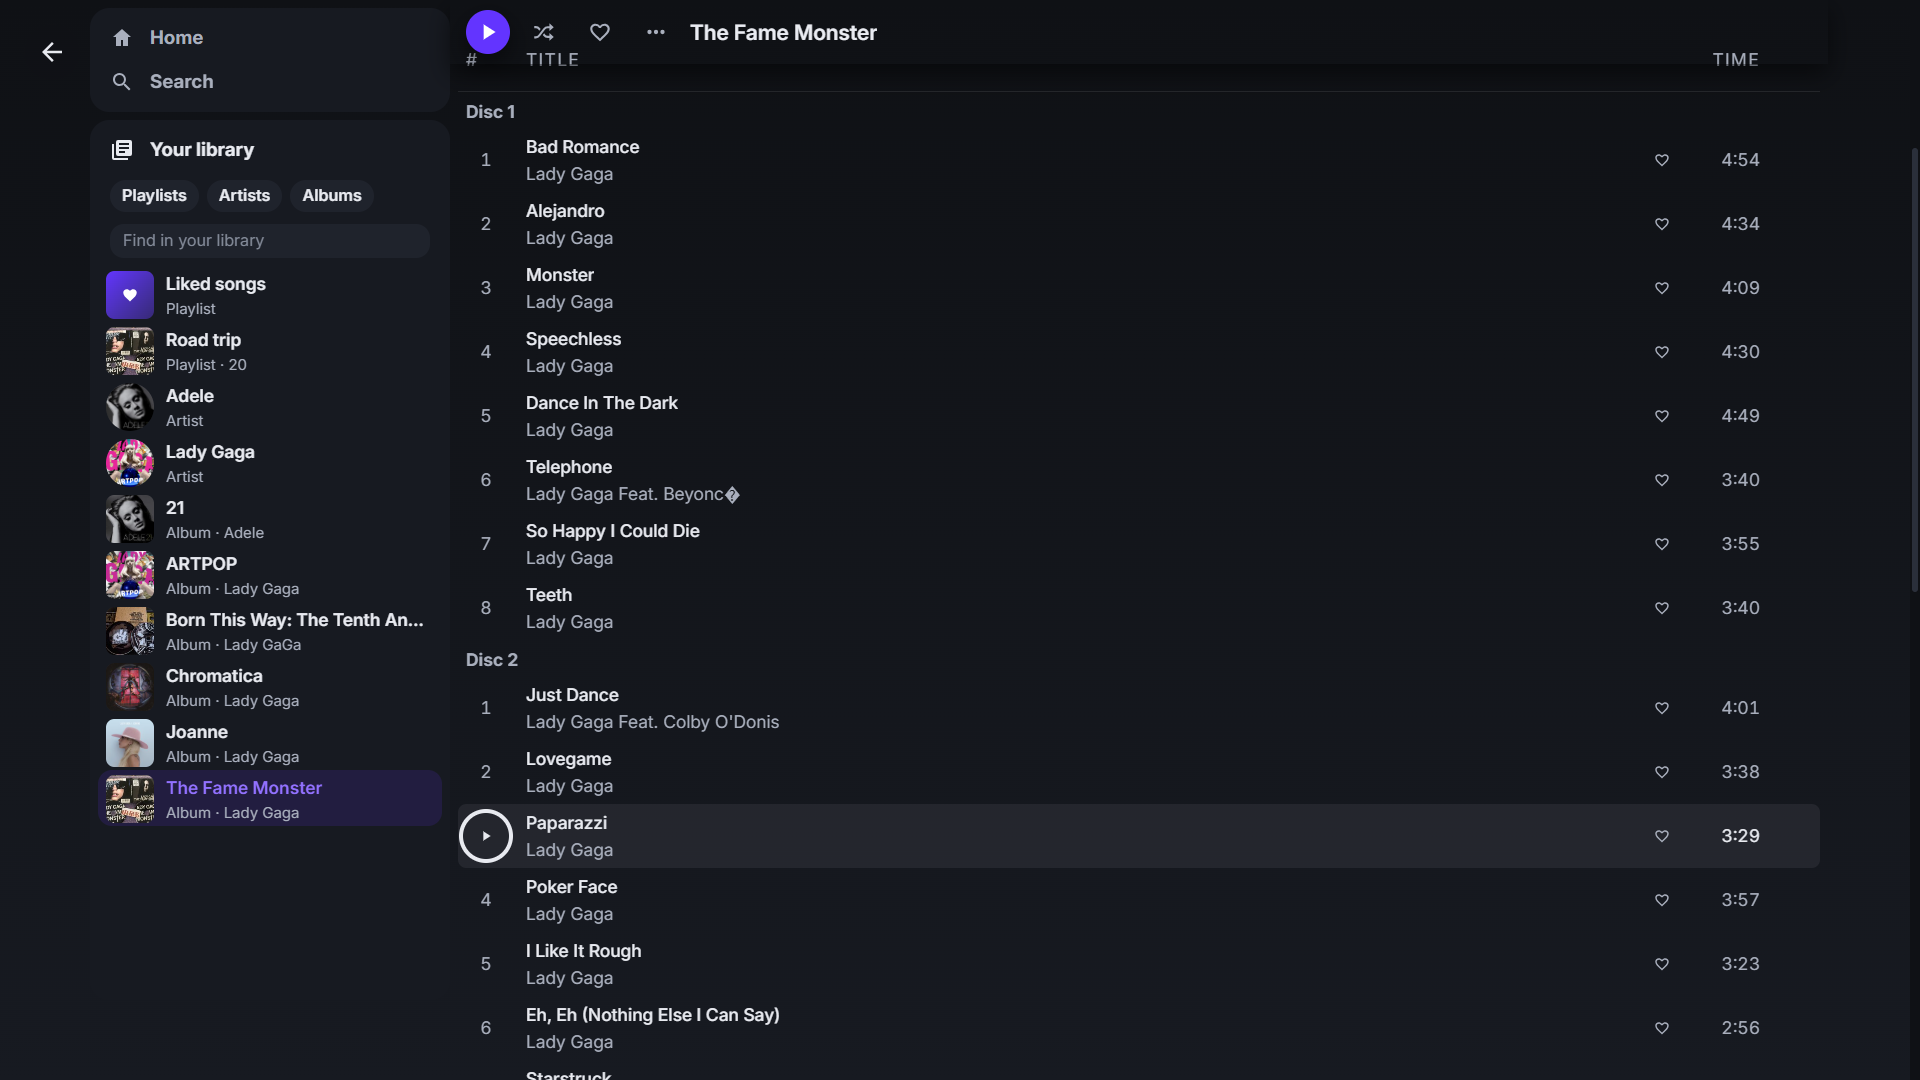 Home
Search
Your library
Playlists
Artists
Albums
Find in your library
Liked songs
Playlist
Road trip
Playlist · 20
Adele
Artist
Lady Gaga
Artist
21
Album · Adele
ARTPOP
Album · Lady Gaga
Born This Way: The Tenth An...
Album · Lady GaGa
Chromatica
Album · Lady Gaga
Joanne
Album · Lady Gaga
The Fame Monster
Album · Lady Gaga
The Fame Monster
# TITLE TIME
Disc 1
1 Bad Romance 4:54
Lady Gaga
2 Alejandro 4:34
Lady Gaga
3 Monster 4:09
Lady Gaga
4 Speechless 4:30
Lady Gaga
5 Dance In The Dark 4:49
Lady Gaga
6 Telephone 3:40
Lady Gaga Feat. Beyonc�
7 So Happy I Could Die 3:55
Lady Gaga
8 Teeth 3:40
Lady Gaga
Disc 2
1 Just Dance 4:01
Lady Gaga Feat. Colby O'Donis
2 Lovegame 3:38
Lady Gaga
Paparazzi 3:29
Lady Gaga
4 Poker Face 3:57
Lady Gaga
5 I Like It Rough 3:23
Lady Gaga
6 Eh, Eh (Nothing Else I Can Say) 2:56
Lady Gaga
Starstruck